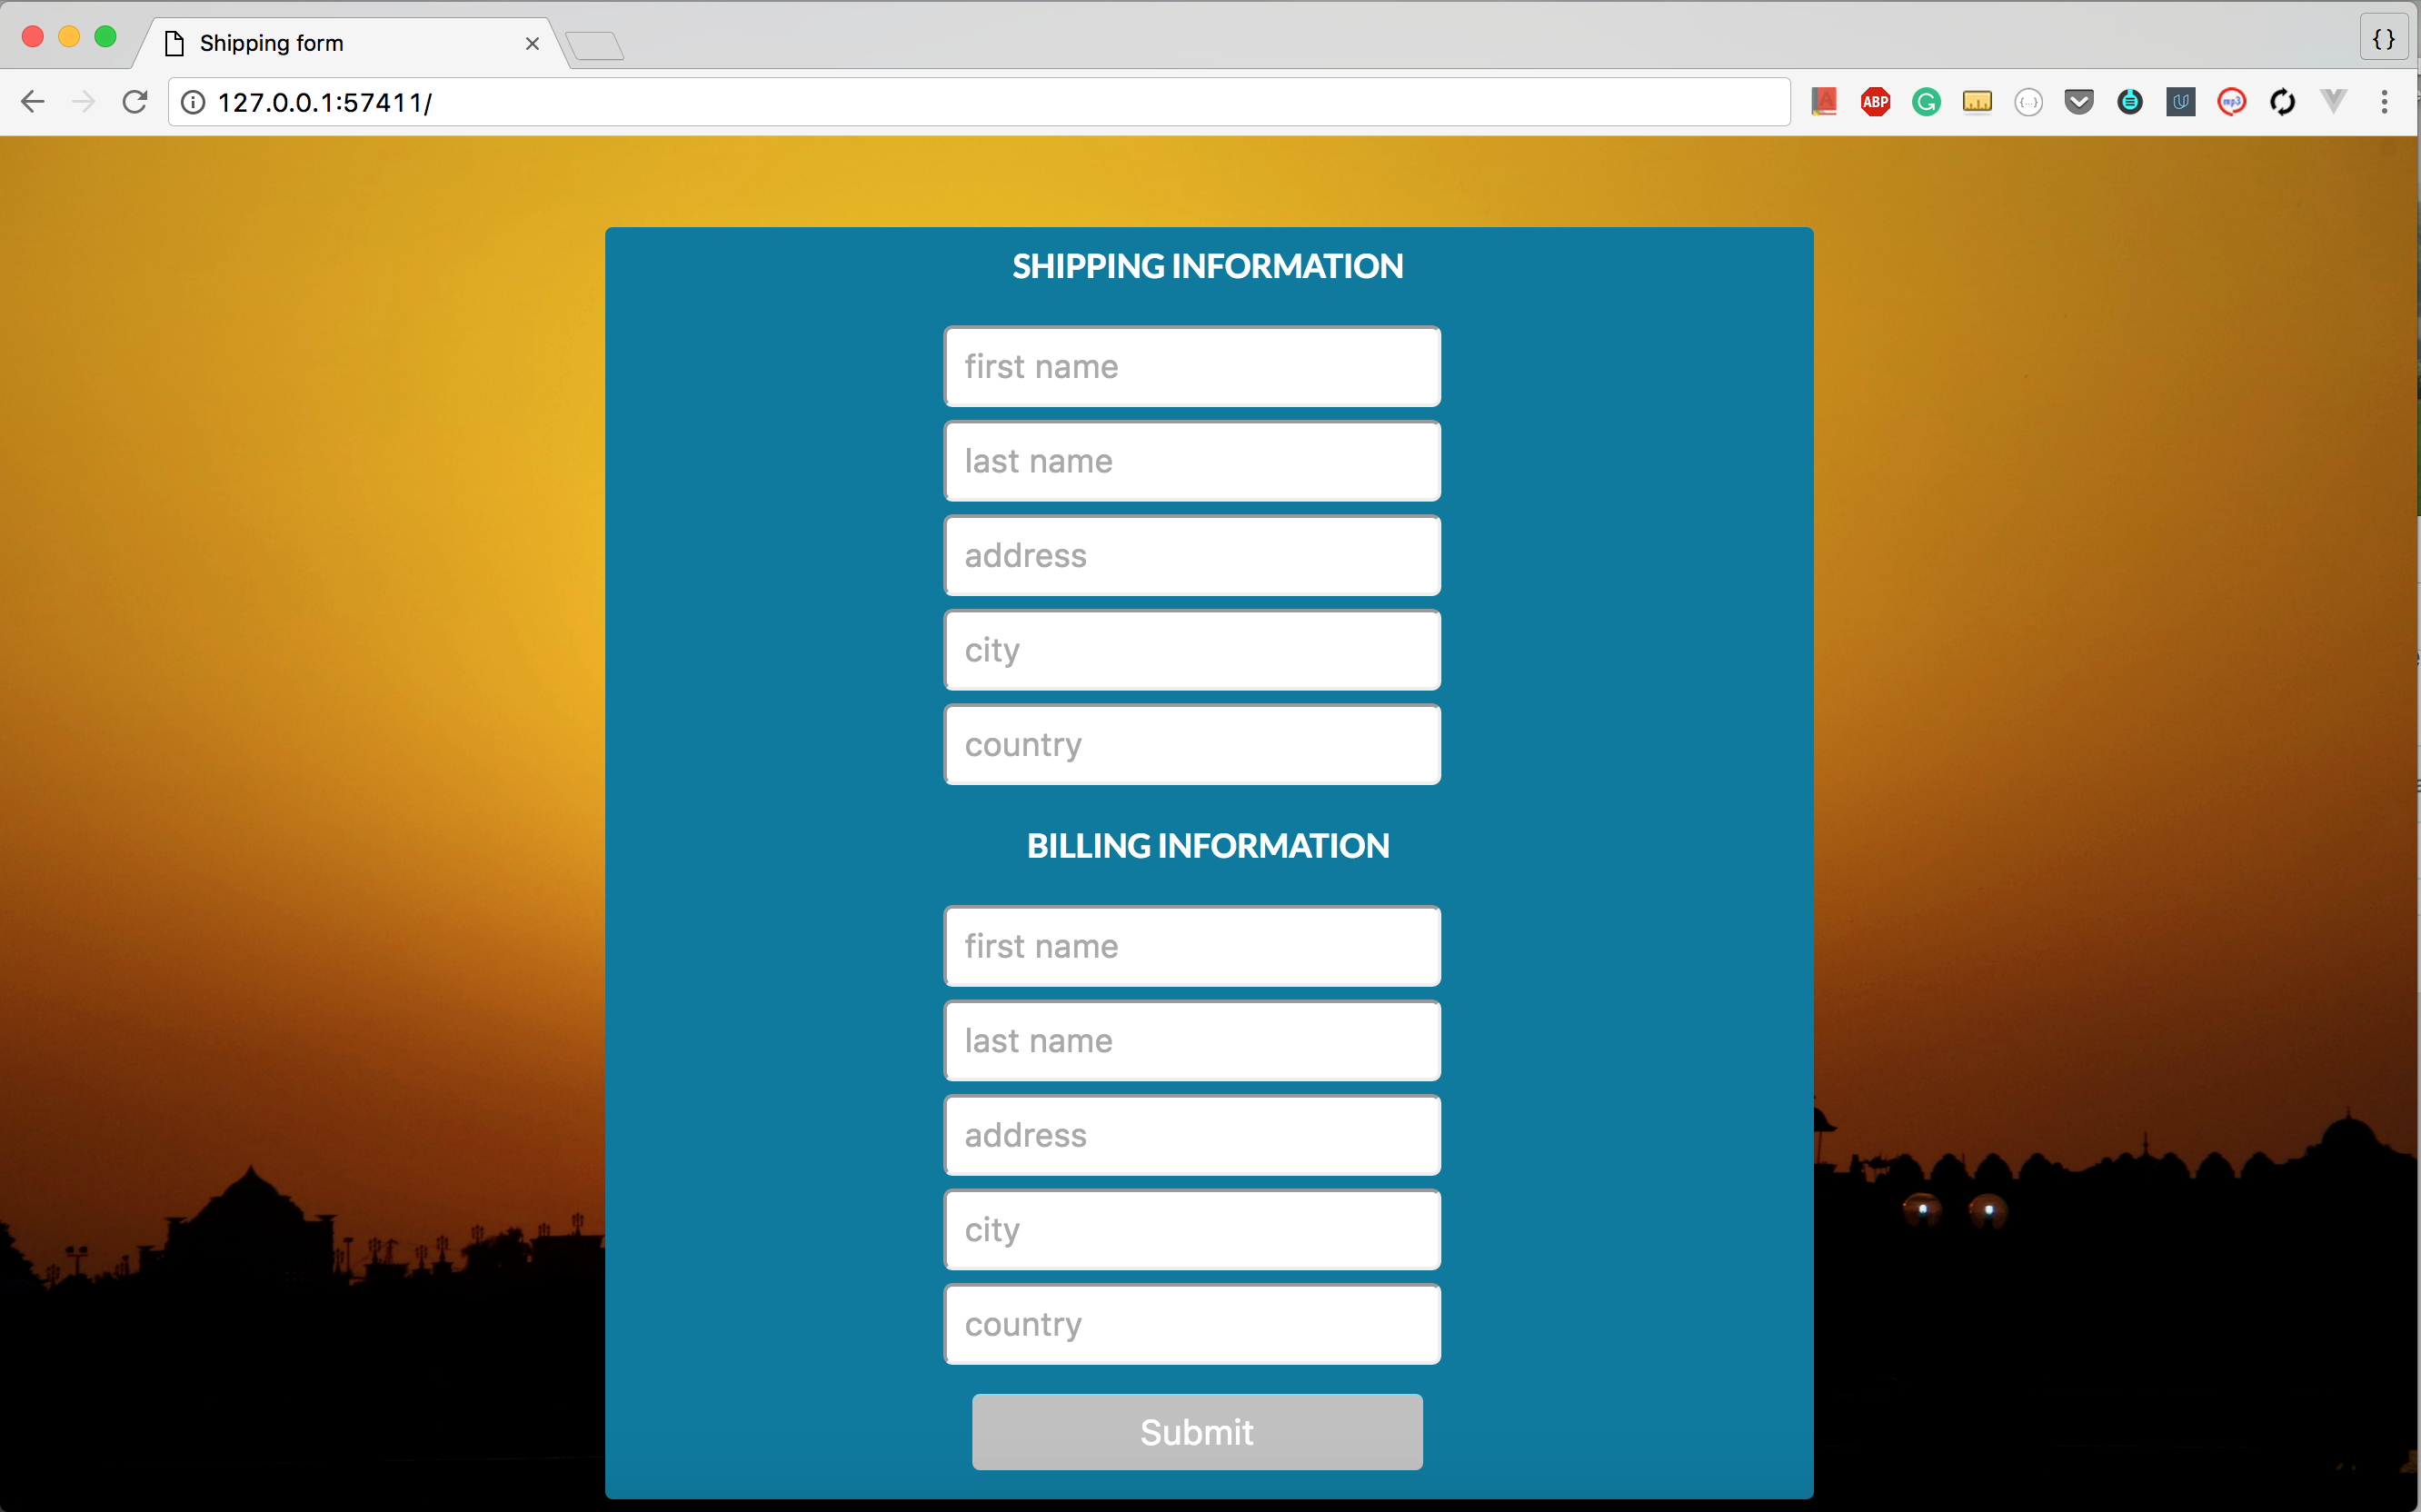 Shipping form
{ }
127.0.0.1:57411/
ABP
mp3
SHIPPING INFORMATION
first name
last name
address
city
country
BILLING INFORMATION
first name
last name
address
city
country
Submit